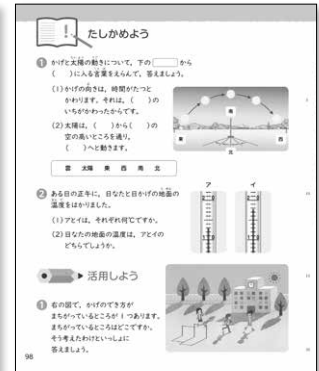 たしかめよう
1 かげと太陽の動きについて、下の□から
（　）に入る言葉をえらんで、答えましょう。
(1)かげの向きは、時間がたつと
かわります。それは、（　）の
いちがかわったからです。
(2)太陽は、（　）から（　）の
空の高いところを通り、
（　）へと動きます。
南
東
西
北
雲 太陽 東 西 南 北
2 ある日の正午に、日なたと日かげの地面の
温度をはかりました。
(1)アとイは、それぞれ何℃ですか。
(2)日なたの地面の温度は、アとイの
どちらでしょうか。
ア イ
活用しよう
1 右の図で、かげのでき方が
まちがっているところが 1 つあります。
まちがっているところはどこですか。
そう考えたわけといっしょに
答えましょう。
98